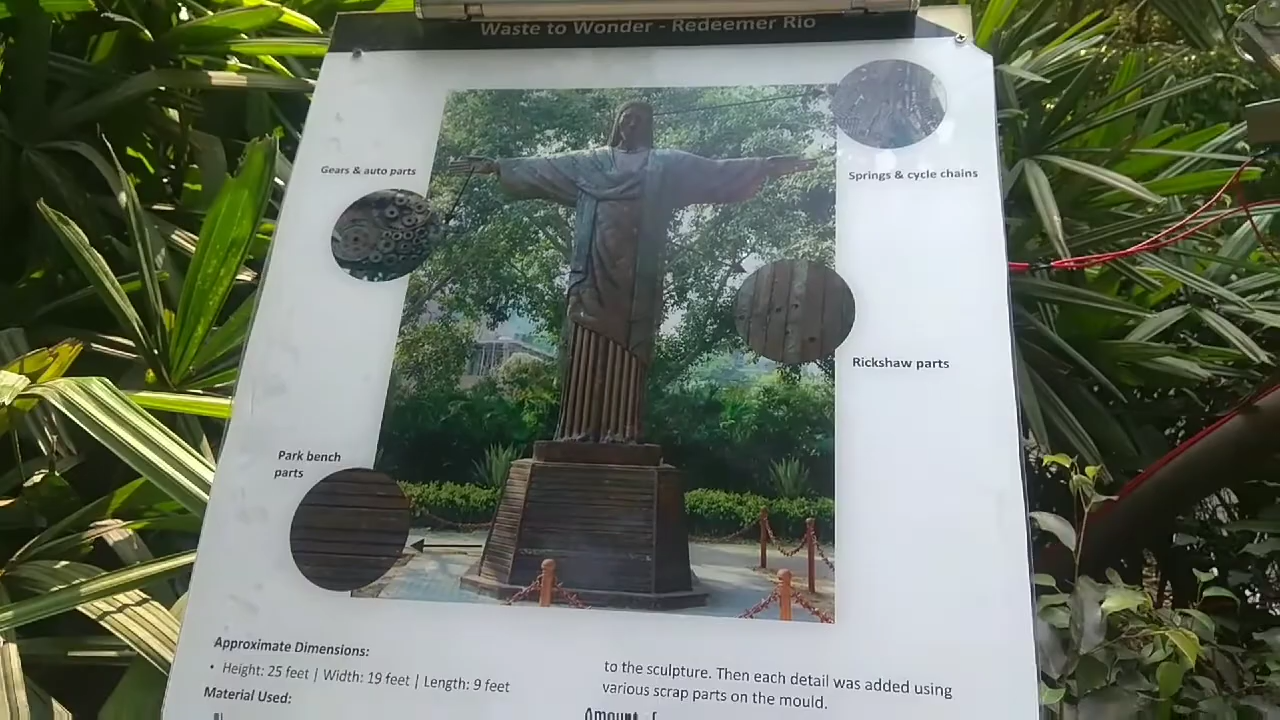 Waste to Wonder - Redeemer Rio
Gears & auto parts
Springs & cycle chains
Rickshaw parts
Park bench
parts
Approximate Dimensions:
• Height: 25 feet | Width: 19 feet | Length: 9 feet
Material Used:
to the sculpture. Then each detail was added using
various scrap parts on the mould.
Amount of